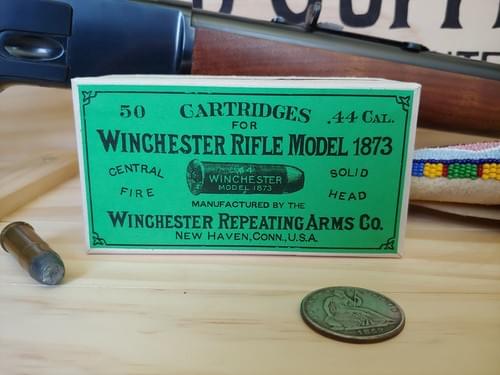 50 CARTRIDGES .44 CAL.
FOR
WINCHESTER RIFLE MODEL 1873
CENTRAL FIRE
44
WINCHESTER
MODEL 1873
SOLID HEAD
MANUFACTURED BY THE
WINCHESTER REPEATING ARMS CO.
NEW HAVEN, CONN., U.S.A.